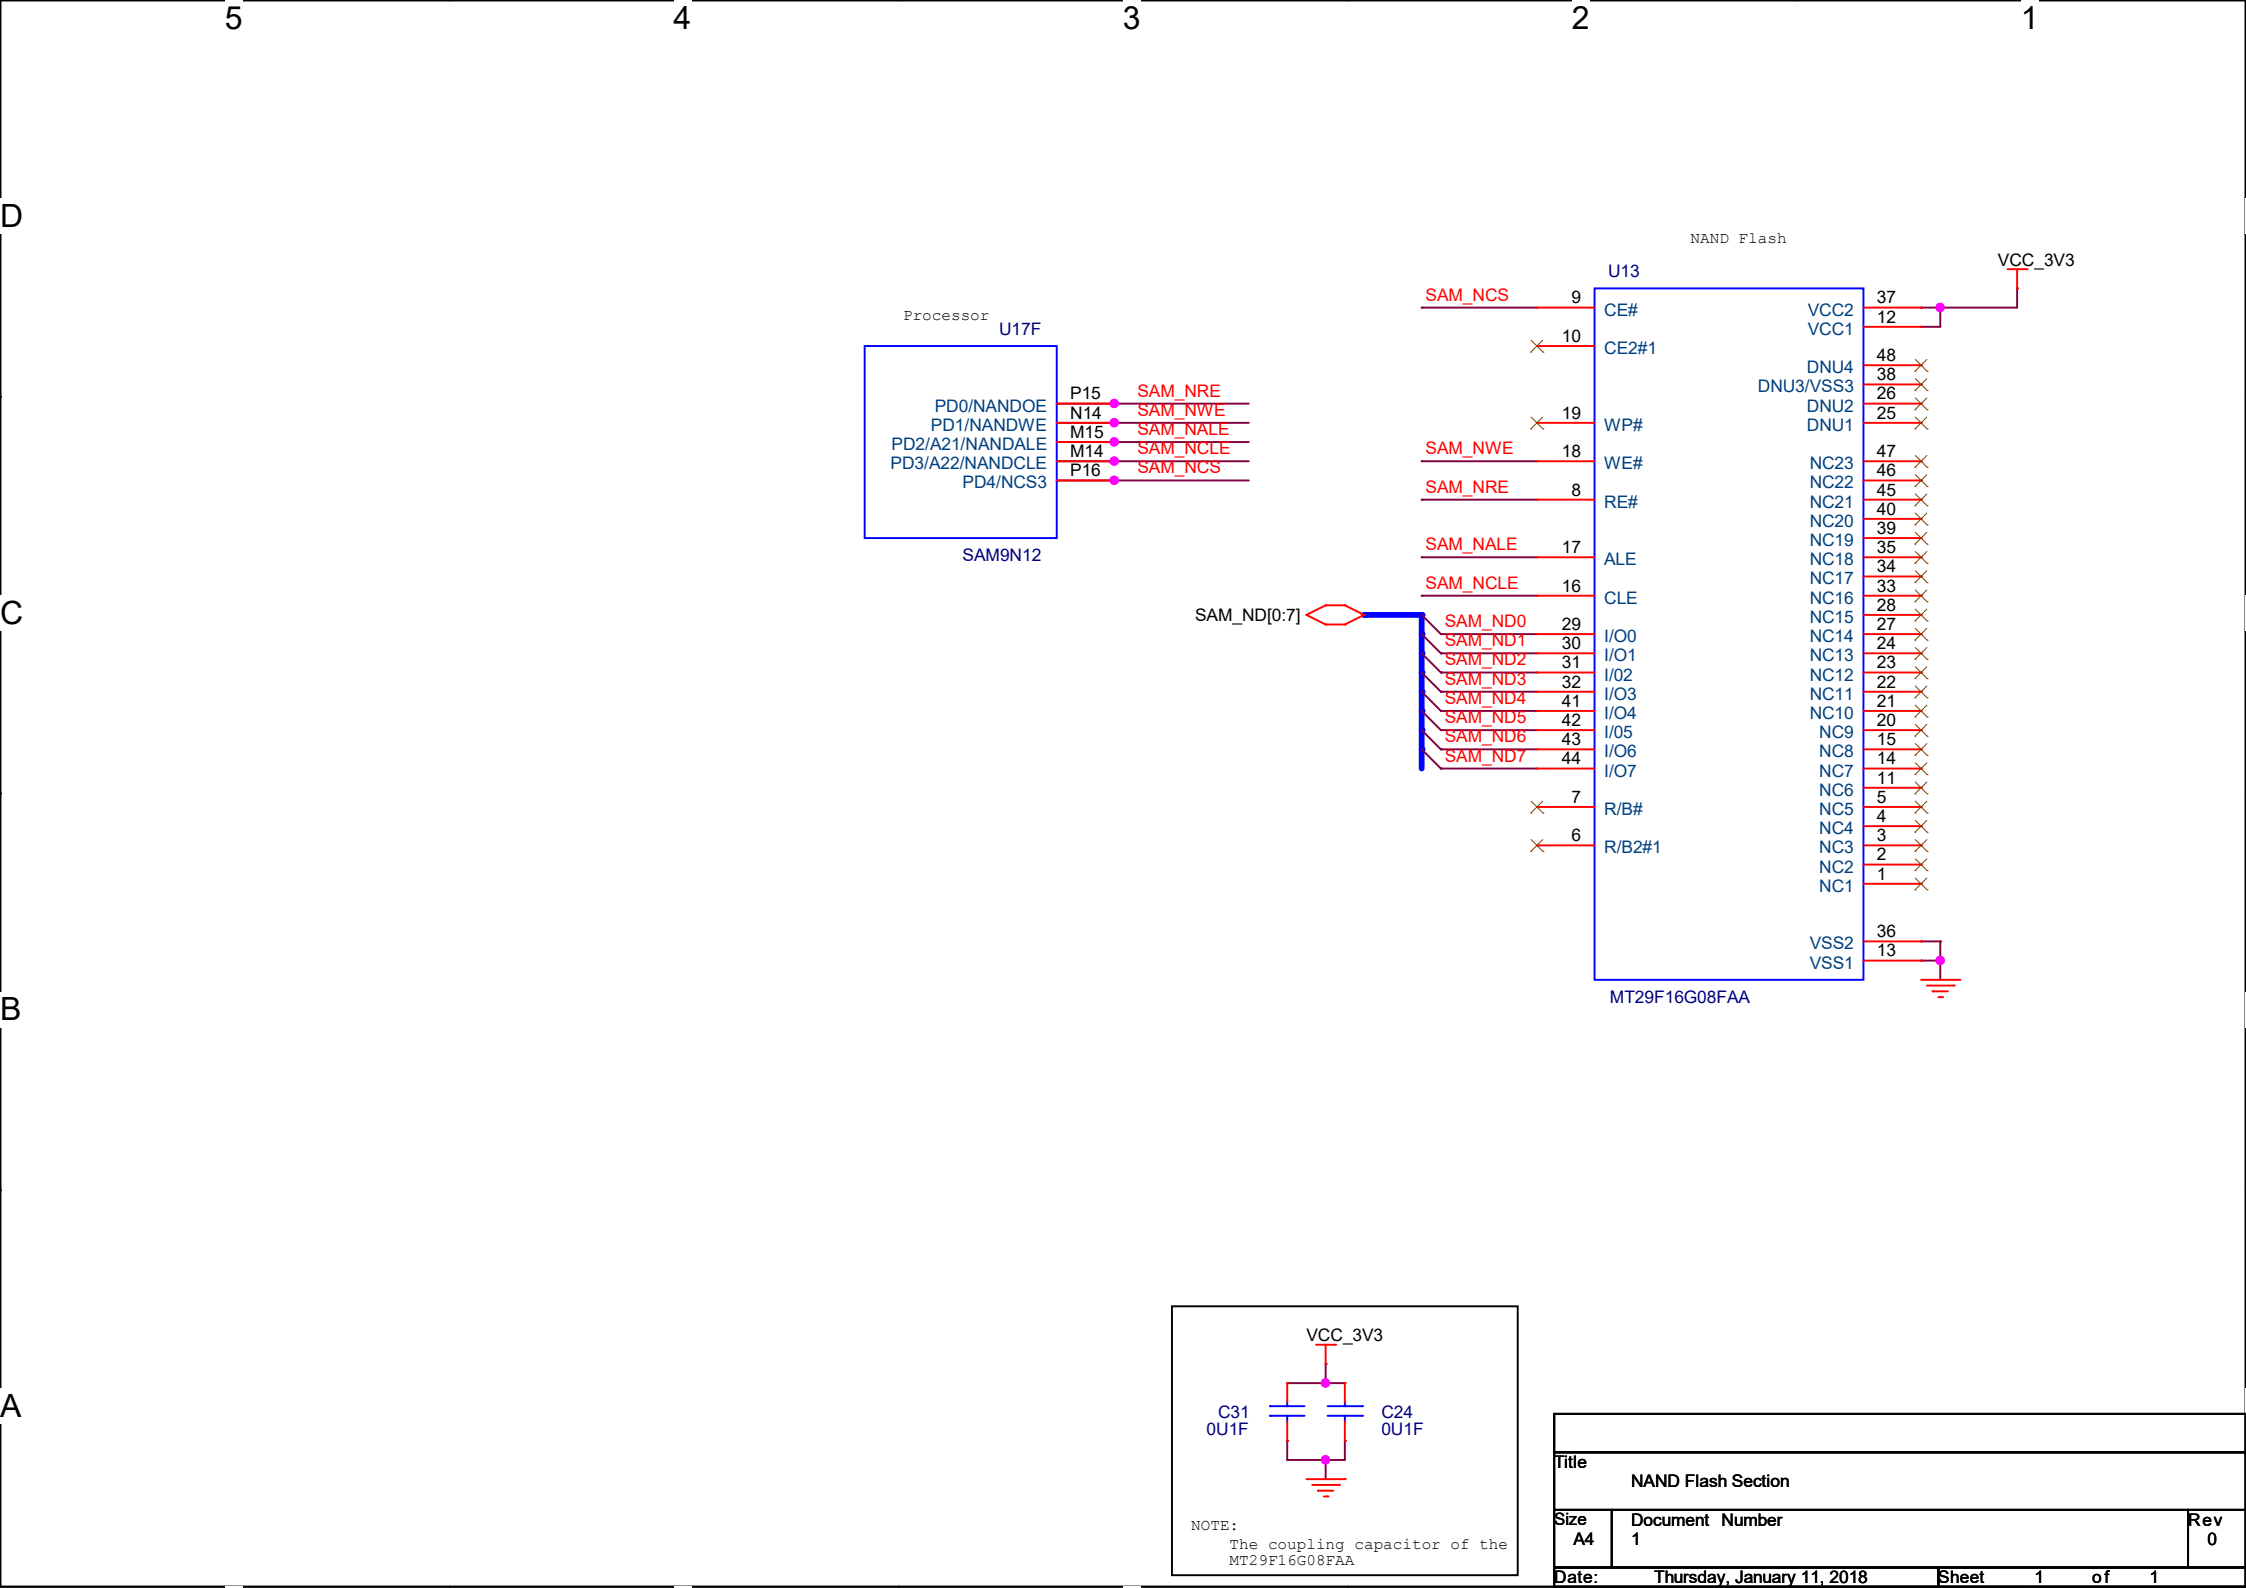 5 4 3 2 1
D
C
B
A
Processor
U17F
PD0/NANDOE P15 SAM_NRE
PD1/NANDWE N14 SAM_NWE
PD2/A21/NANDALE M15 SAM_NALE
PD3/A22/NANDCLE M14 SAM_NCLE
PD4/NCS3 P16 SAM_NCS
SAM9N12
NAND Flash
U13
VCC_3V3
SAM_NCS 9 CE#
10 CE2#1
19 WP#
SAM_NWE 18 WE#
SAM_NRE 8 RE#
SAM_NALE 17 ALE
SAM_NCLE 16 CLE
SAM_ND[0:7]
SAM_ND0 29 I/O0
SAM_ND1 30 I/O1
SAM_ND2 31 I/02
SAM_ND3 32 I/O3
SAM_ND4 41 I/O4
SAM_ND5 42 I/05
SAM_ND6 43 I/O6
SAM_ND7 44 I/O7
7 R/B#
6 R/B2#1
VCC2 37
VCC1 12
DNU4 48
DNU3/VSS3 38
DNU2 26
DNU1 25
NC23 47
NC22 46
NC21 45
NC20 40
NC19 39
NC18 35
NC17 34
NC16 33
NC15 28
NC14 27
NC13 24
NC12 23
NC11 22
NC10 21
NC9 20
NC8 15
NC7 14
NC6 11
NC5 5
NC4 4
NC3 3
NC2 2
NC1 1
VSS2 36
VSS1 13
MT29F16G08FAA
VCC_3V3
C31 C24
0U1F 0U1F
NOTE:
The coupling capacitor of the
MT29F16G08FAA
Title
NAND Flash Section
Size Document Number Rev
A4 1 0
Date: Thursday, January 11, 2018 Sheet 1 of 1